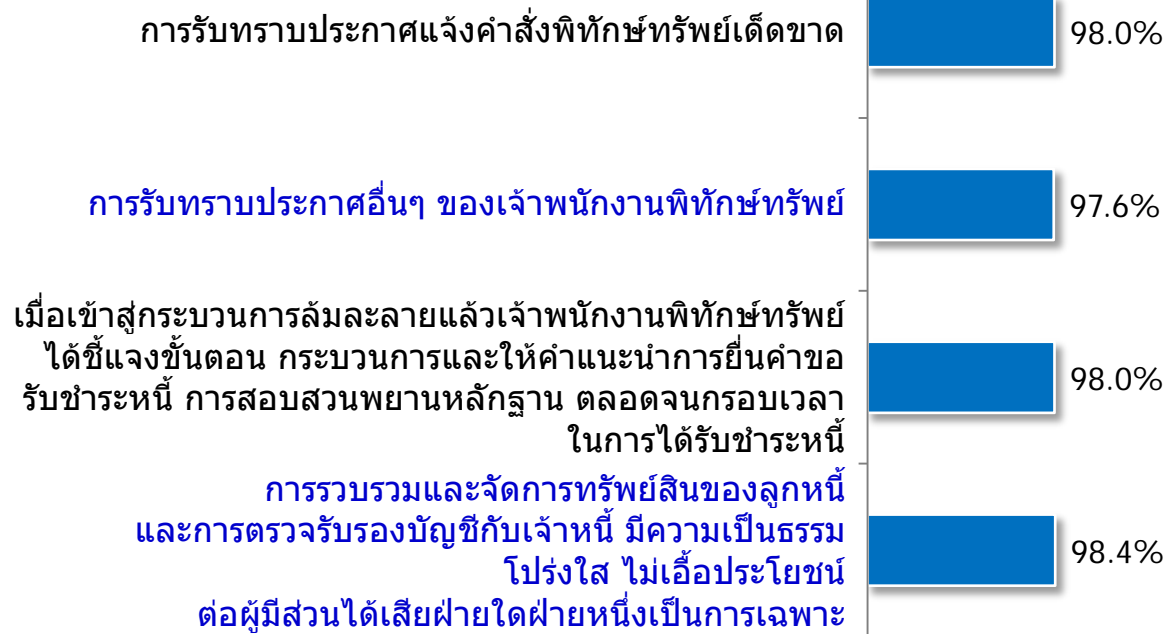 การรับทราบประกาศแจ้งคำสั่งพิทักษ์ทรัพย์เด็ดขาด
98.0%
การรับทราบประกาศอื่นๆ ของเจ้าพนักงานพิทักษ์ทรัพย์
97.6%
เมื่อเข้าสู่กระบวนการล้มละลายแล้วเจ้าพนักงานพิทักษ์ทรัพย์
ได้ชี้แจงขั้นตอน กระบวนการและให้คำแนะนำการยื่นคำขอ
รับชำระหนี้ การสอบสวนพยานหลักฐาน ตลอดจนกรอบเวลา
ในการได้รับชำระหนี้
98.0%
การรวบรวมและจัดการทรัพย์สินของลูกหนี้
และการตรวจรับรองบัญชีกับเจ้าหนี้ มีความเป็นธรรม
โปร่งใส ไม่เอื้อประโยชน์
ต่อผู้มีส่วนได้เสียฝ่ายใดฝ่ายหนึ่งเป็นการเฉพาะ
98.4%